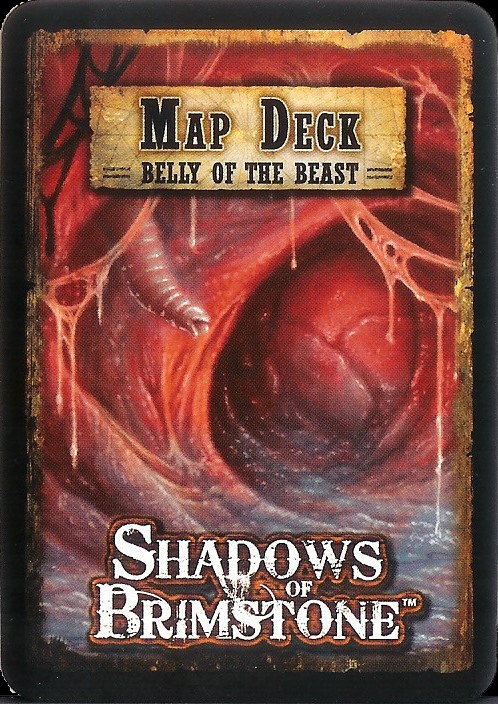 MAP DECK
BELLY OF THE BEAST
SHADOWS
OF
BRIMSTONE™